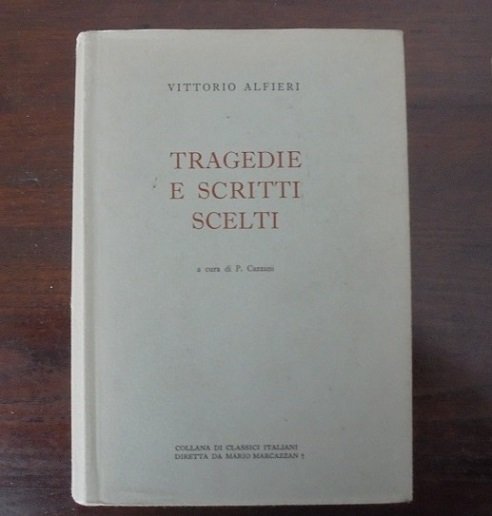 VITTORIO ALFIERI
TRAGEDIE
E SCRITTI
SCELTI
a cura di P. Cazzani
COLLANA DI CLASSICI ITALIANI
DIRETTA DA MARIO MARCAZZAN †